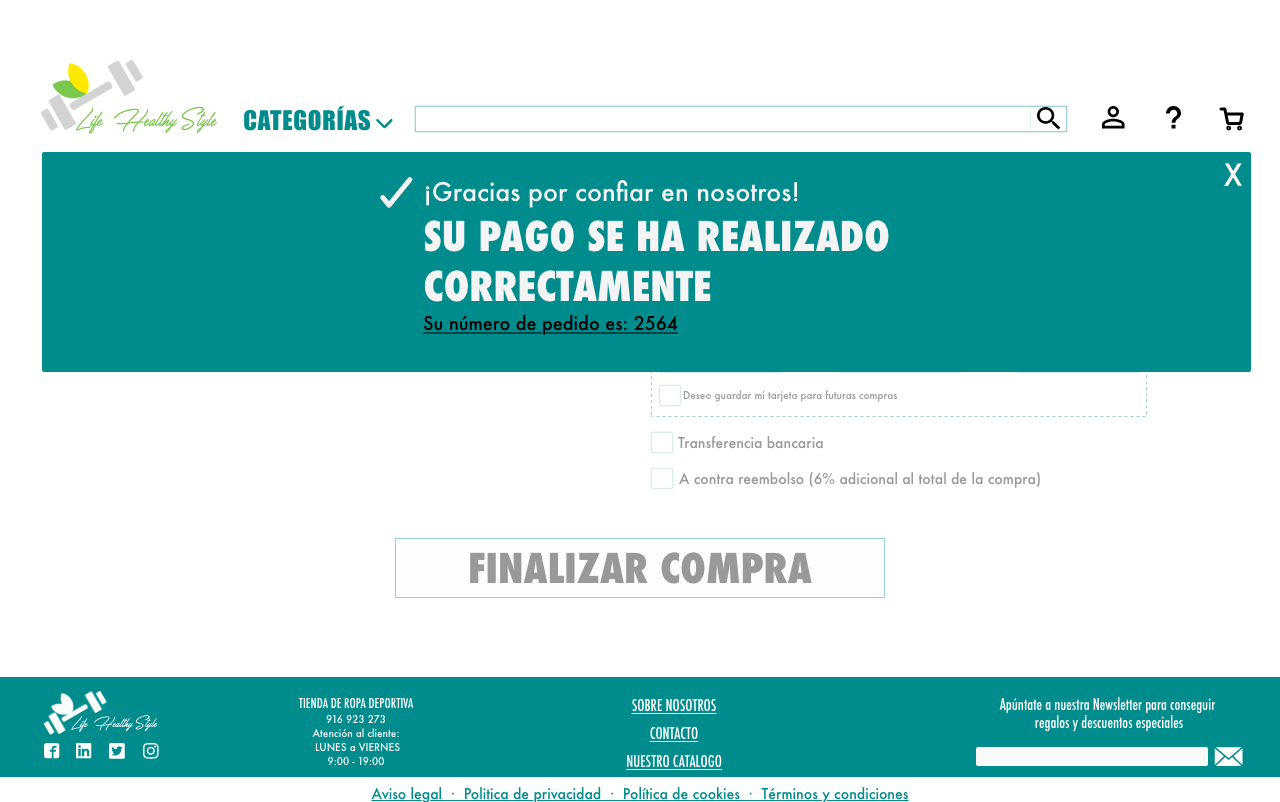 Life Healthy Style
CATEGORÍAS
?
X
¡Gracias por confiar en nosotros!
SU PAGO SE HA REALIZADO
CORRECTAMENTE
Su número de pedido es: 2564
Deseo guardar mi tarjeta para futuras compras
Transferencia bancaria
A contra reembolso (6% adicional al total de la compra)
FINALIZAR COMPRA
Life Healthy Style
TIENDA DE ROPA DEPORTIVA
916 923 273
Atención al cliente:
LUNES a VIERNES
9:00 - 19:00
SOBRE NOSOTROS
CONTACTO
NUESTRO CATALOGO
Apúntate a nuestra Newsletter para conseguir
regalos y descuentos especiales
Aviso legal · Politica de privacidad · Política de cookies · Términos y condiciones